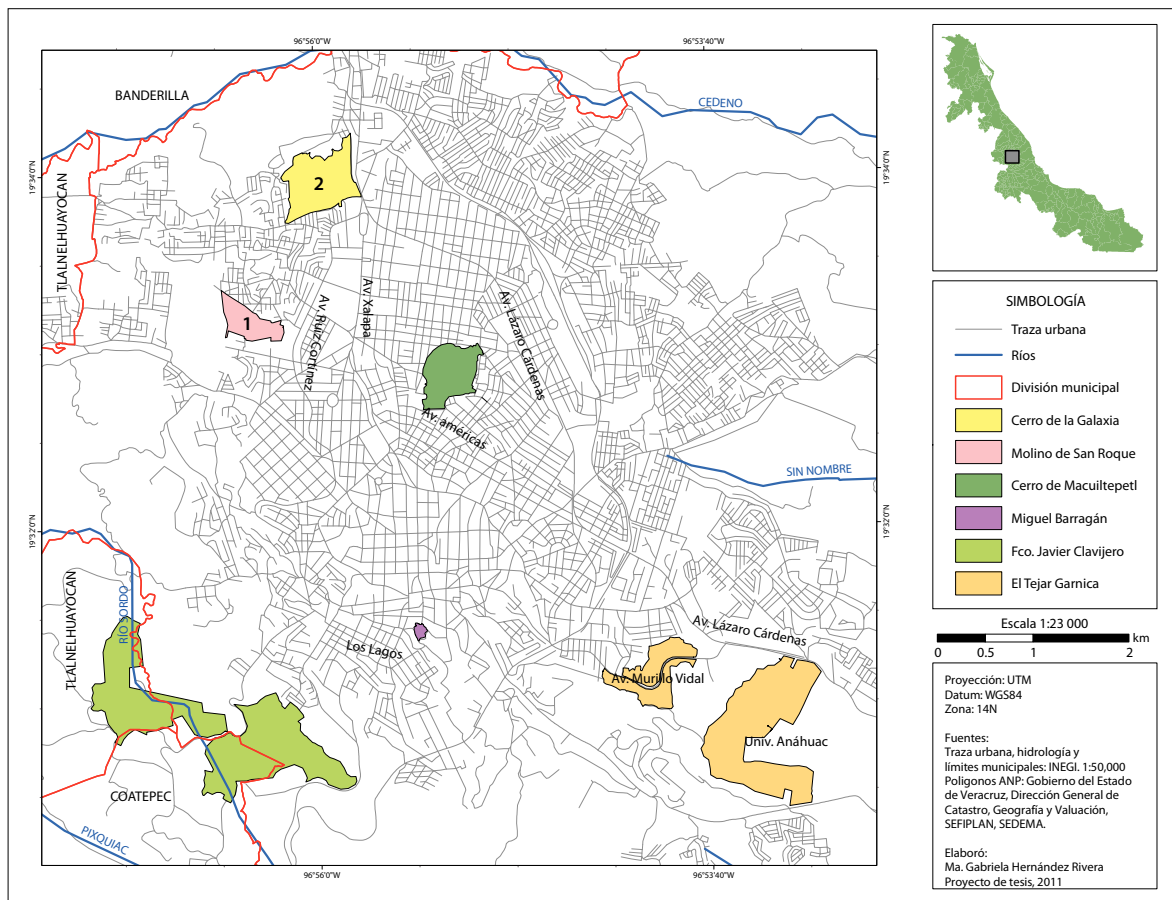 96°56'0"W
96°53'40"W
BANDERILLA
CEDENO
19°34'0"N
19°34'0"N
2
TLALNELHUAYOCAN
1
Av. Ruiz Cortinez
Av. Xalapa
Av. Lázaro Cárdenas
Av. américas
SIN NOMBRE
19°32'0"N
19°32'0"N
TLALNELHUAYOCAN
RÍO SORDO
Los Lagos
Av. Lázaro Cárdenas
Av. Murillo Vidal
Univ. Anáhuac
COATEPEC
PIXQUIAC
96°56'0"W
96°53'40"W
SIMBOLOGÍA
Traza urbana
Ríos
División municipal
Cerro de la Galaxia
Molino de San Roque
Cerro de Macuiltepetl
Miguel Barragán
Fco. Javier Clavijero
El Tejar Garnica
Escala 1:23 000
0 0.5 1 2 km
Proyección: UTM
Datum: WGS84
Zona: 14N
Fuentes:
Traza urbana, hidrología y
límites municipales: INEGI. 1:50,000
Poligonos ANP: Gobierno del Estado
de Veracruz, Dirección General de
Catastro, Geografía y Valuación,
SEFIPLAN, SEDEMA.
Elaboró:
Ma. Gabriela Hernández Rivera
Proyecto de tesis, 2011